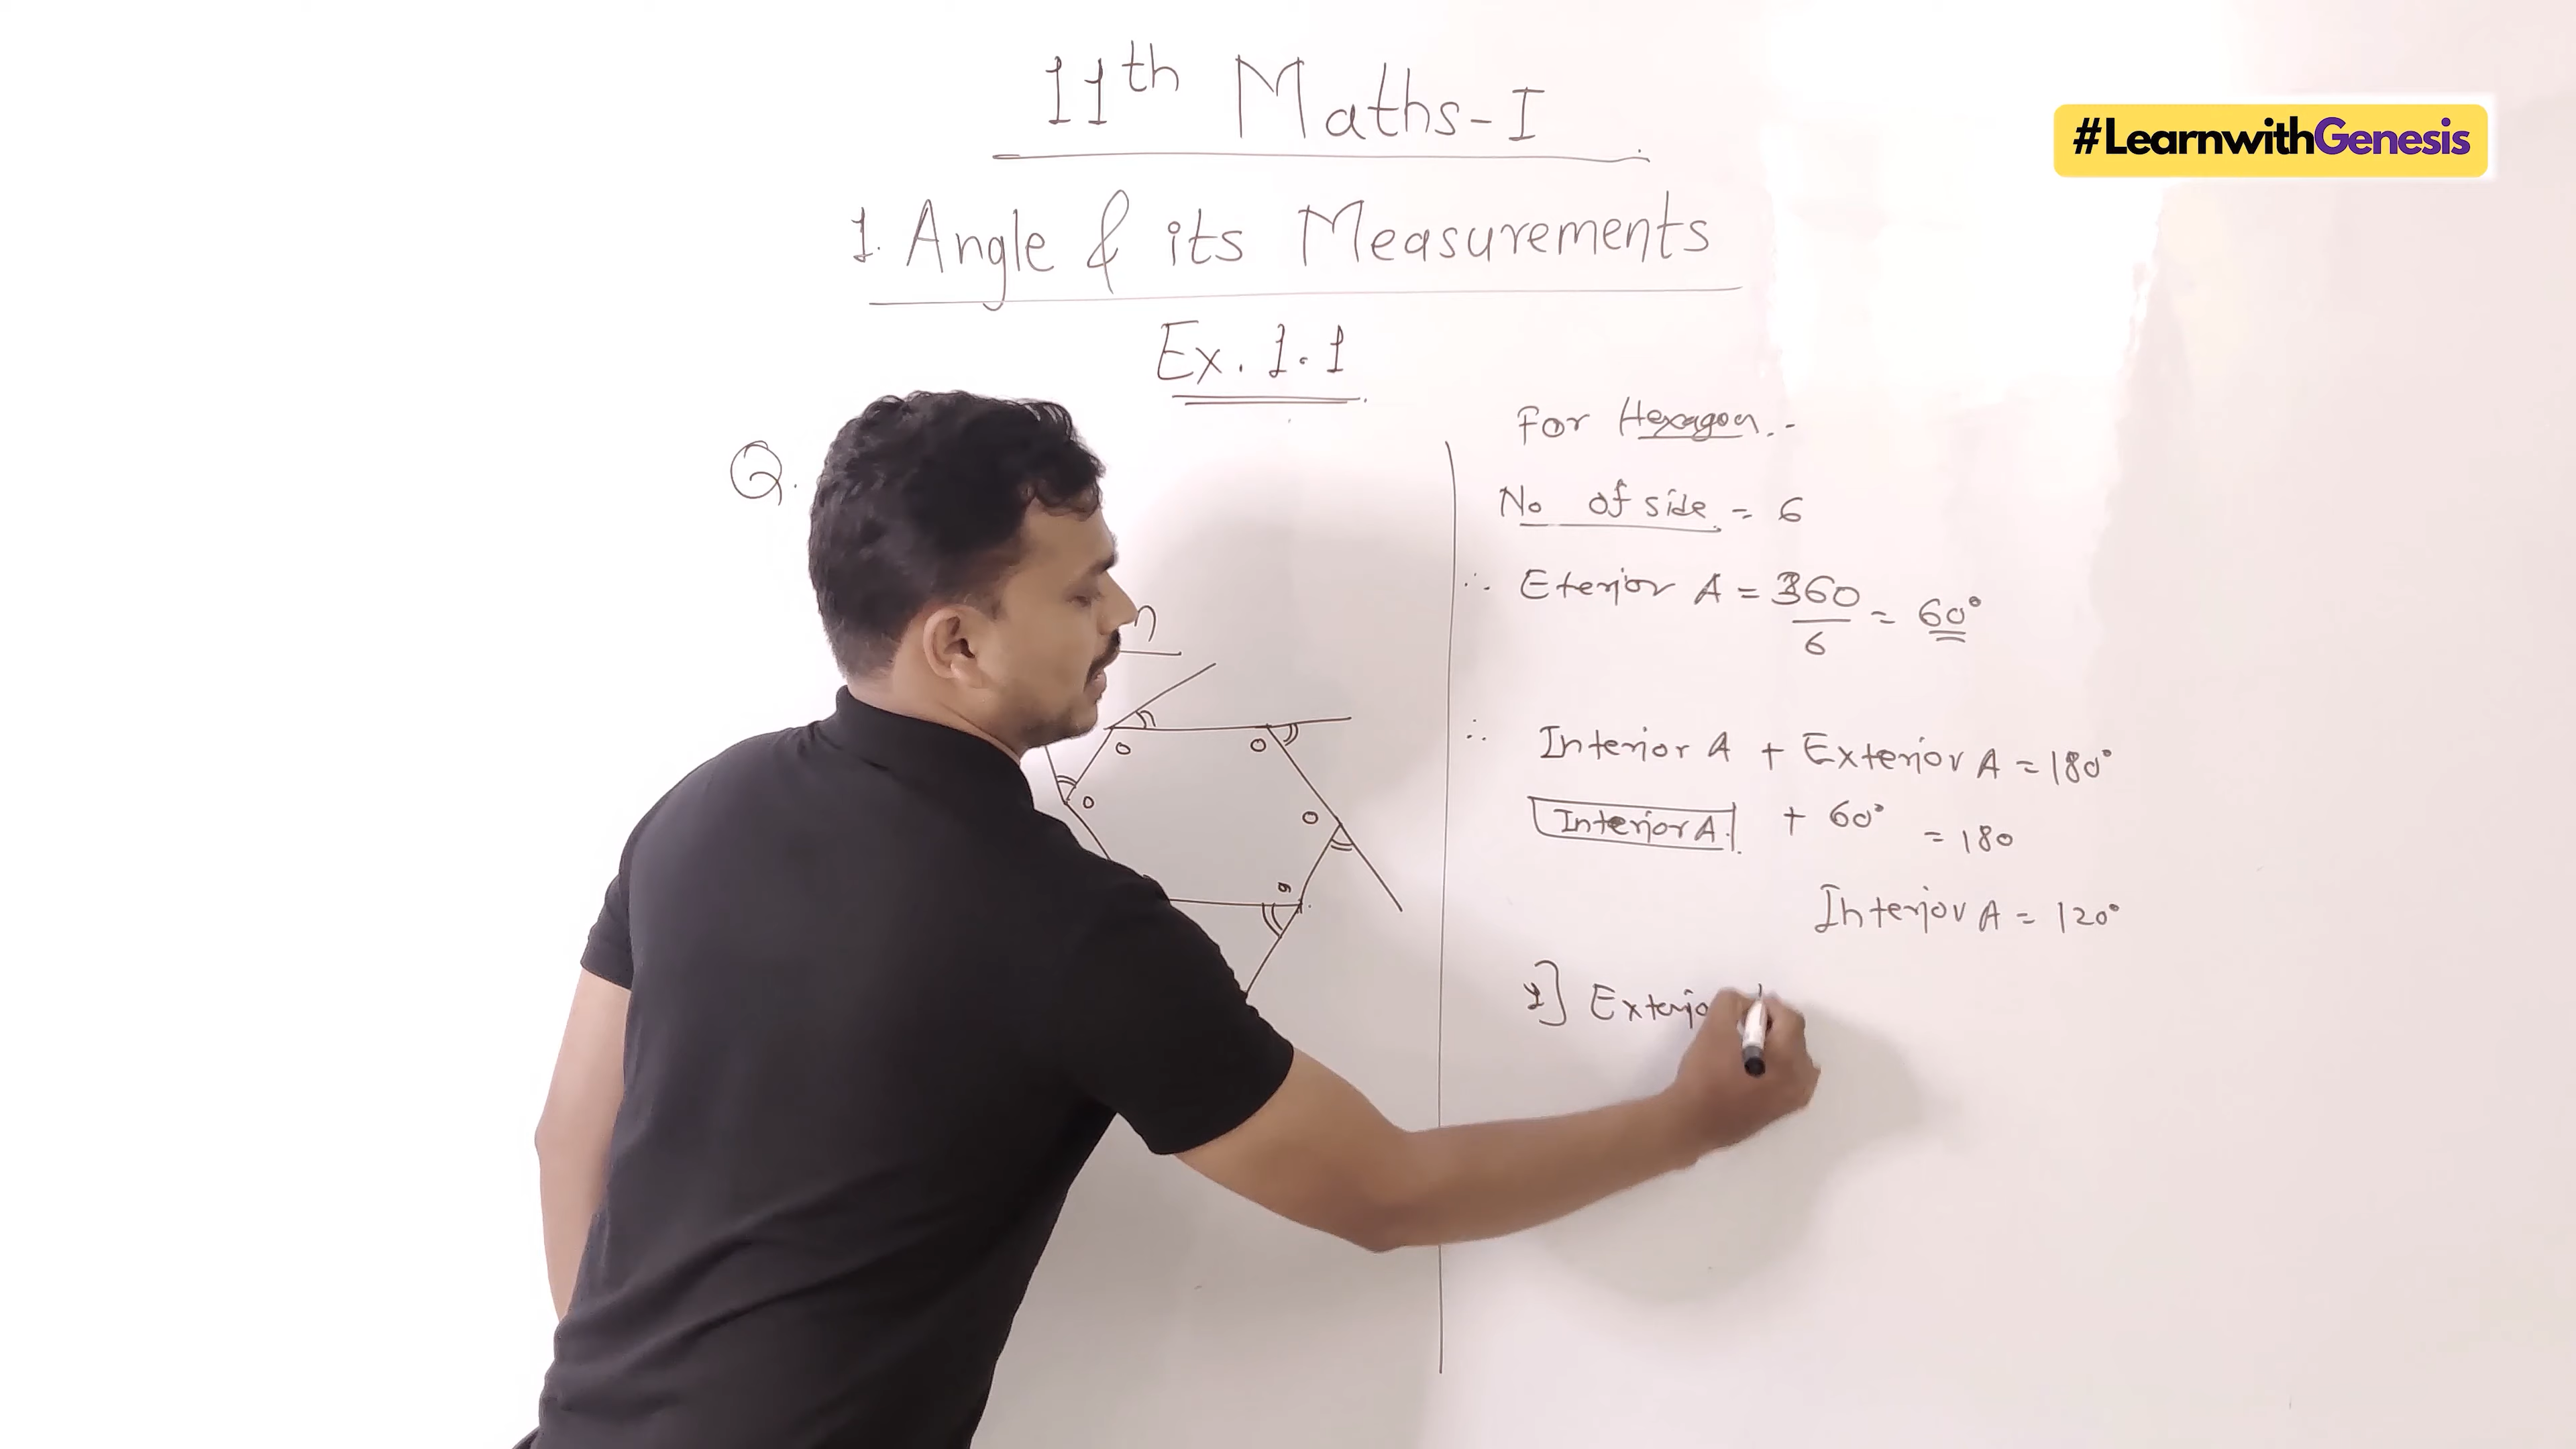 11th Maths-I
#LearnwithGenesis
1. Angle & its Measurements
Ex. 1.1
Q.
For Hexagon.-
No of side = 6
∴ Eterior A = 360/6 = 60°
∴ Interior A + Exterior A = 180°
Interior A. + 60° = 180
Interior A = 120°
1] Exterio
n